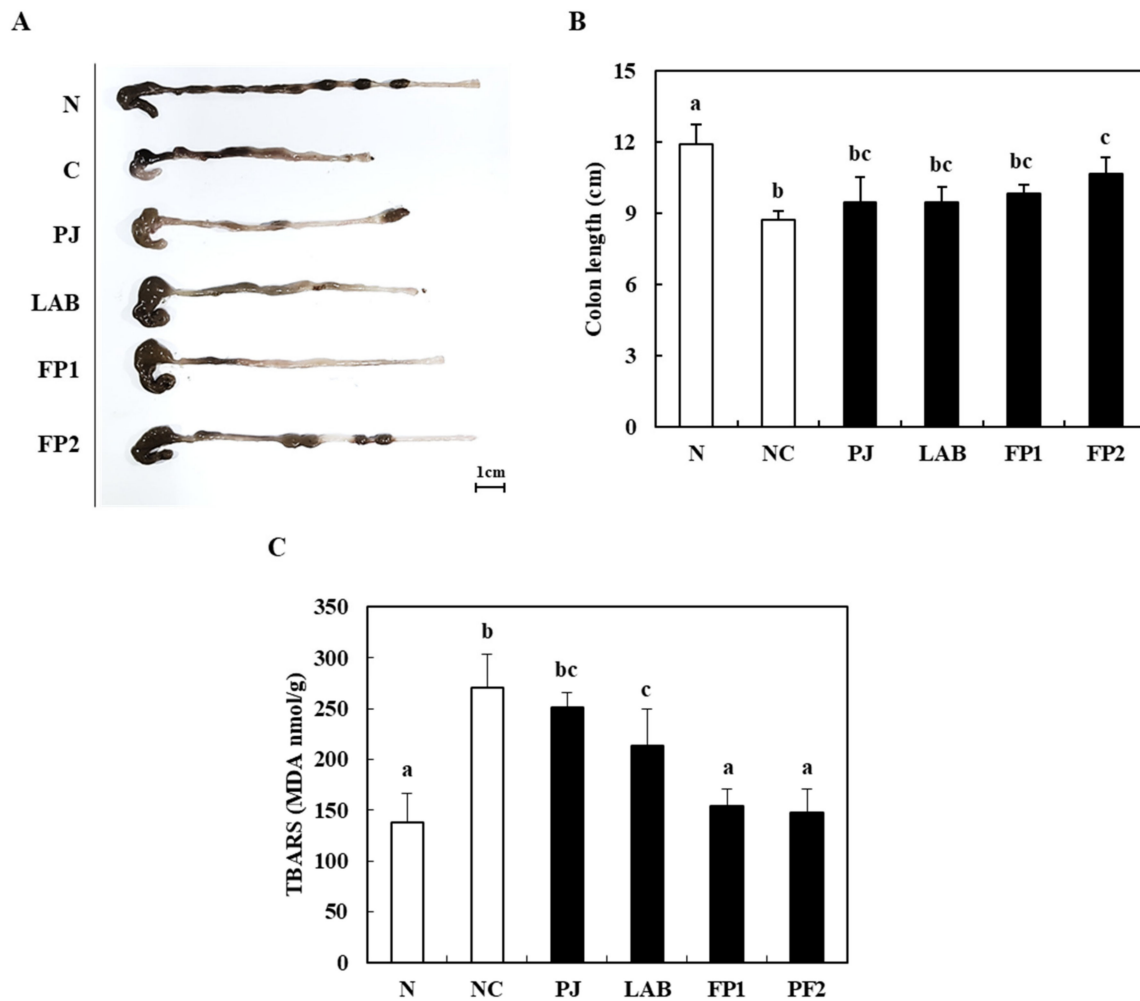 A
N
C
PJ
LAB
FP1
FP2
1cm
B
Colon length (cm)
15
12
9
6
3
0
a
b
bc
bc
bc
c
N NC PJ LAB FP1 FP2
C
TBARS (MDA nmol/g)
350
300
250
200
150
100
50
0
a
b
bc
c
a
a
N NC PJ LAB FP1 PF2